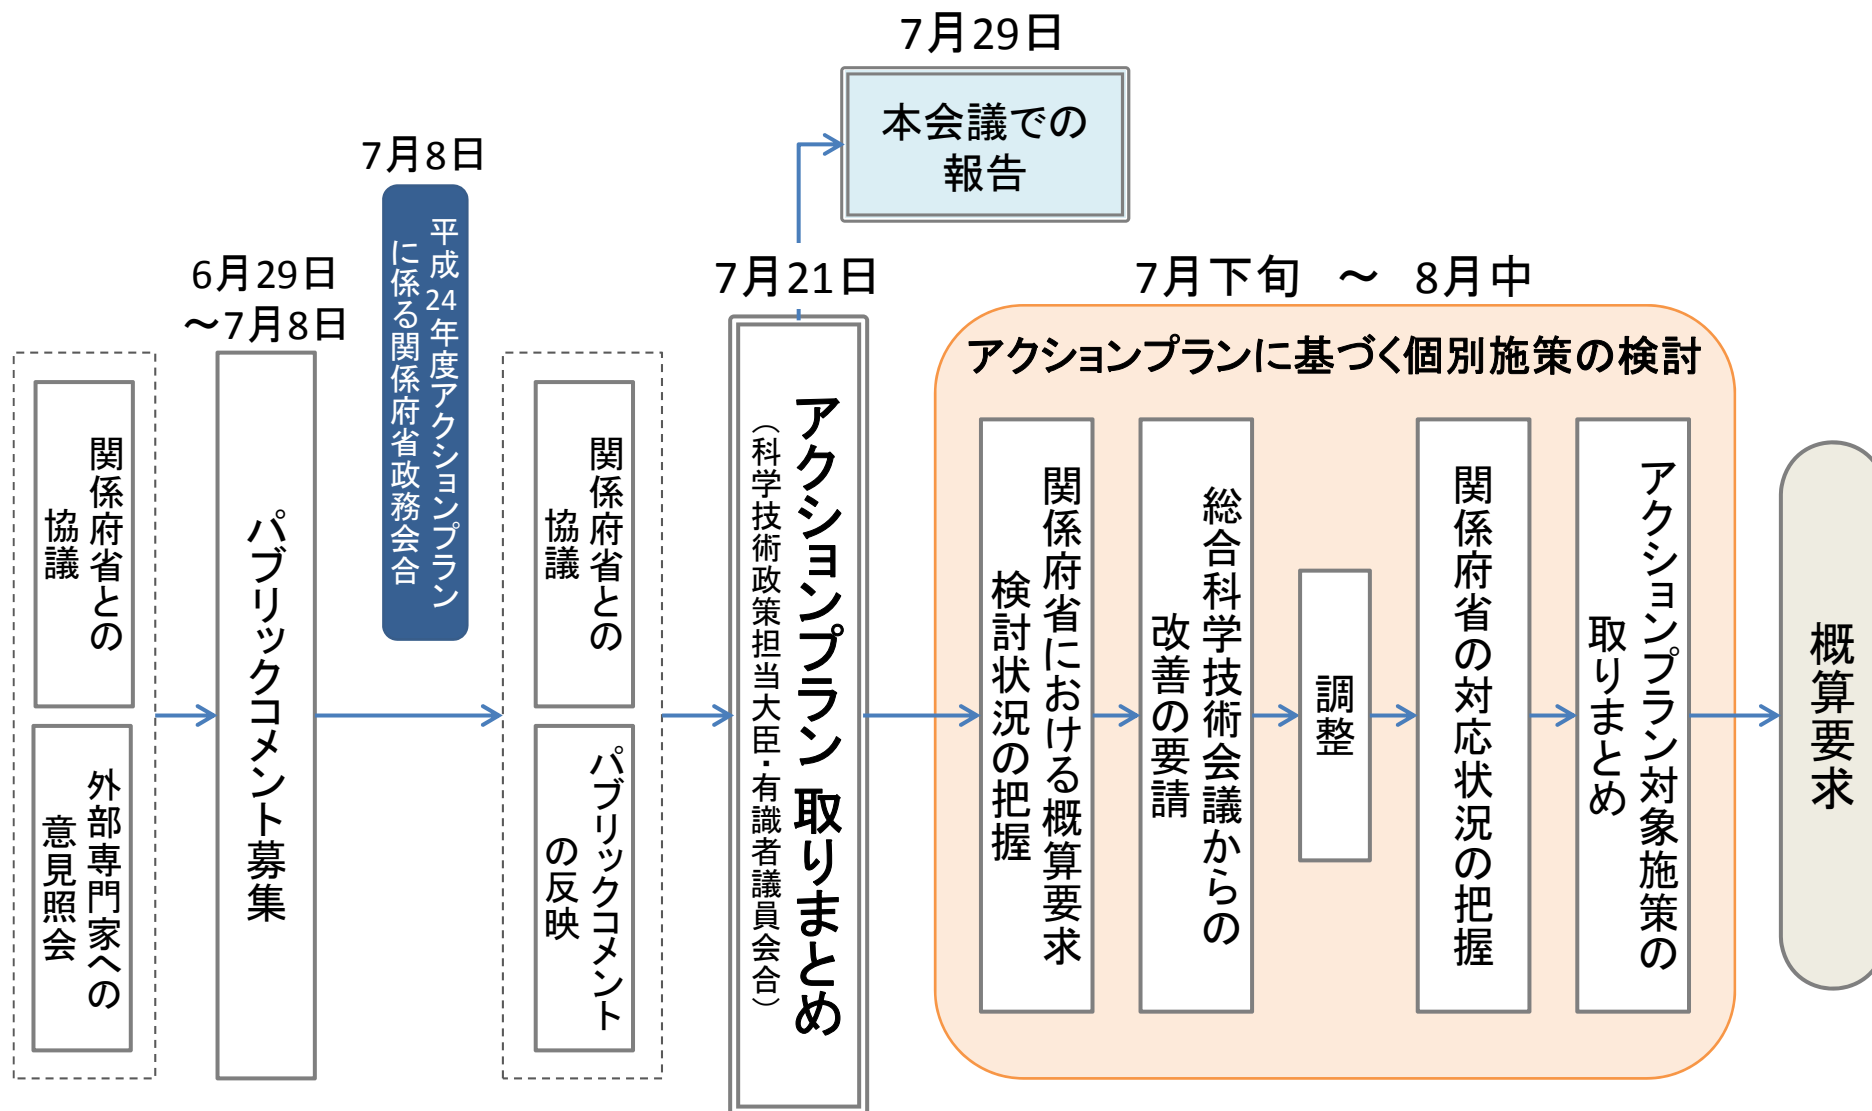 関係府省との
協議
外部専門家への
意見照会
6月29日
～7月8日
パブリックコメント募集
7月8日
平成24年度アクションプラン
に係る関係府省政務会合
関係府省との
協議
パブリックコメント
の反映
7月21日
アクションプラン 取りまとめ
（科学技術政策担当大臣・有識者議員会合）
7月29日
本会議での
報告
7月下旬　～　8月中
アクションプランに基づく個別施策の検討
関係府省における概算要求
検討状況の把握
総合科学技術会議からの
改善の要請
調整
関係府省の対応状況の把握
アクションプラン対象施策の
取りまとめ
概算要求